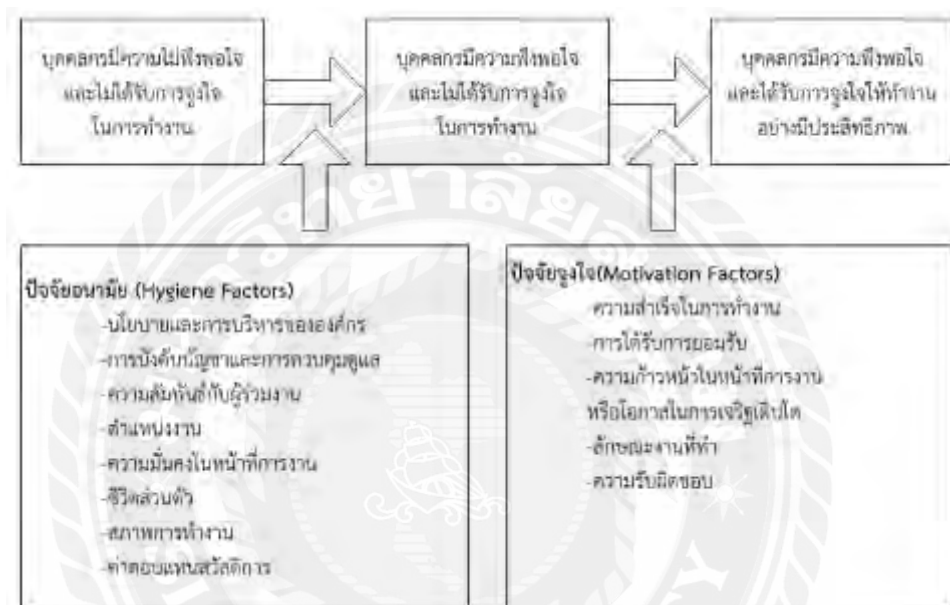 บุคคลกรมีความไม่พึงพอใจ
และไม่ได้รับการจูงใจ
ในการทำงาน
บุคคลกรมีความพึงพอใจ
และไม่ได้รับการจูงใจ
ในการทำงาน
บุคคลกรมีความพึงพอใจ
และได้รับการจูงใจให้ทำงาน
อย่างมีประสิทธิภาพ
ปัจจัยอนามัย (Hygiene Factors)
-นโยบายและการบริหารขององค์กร
-การบังคับบัญชาและการควบคุมดูแล
-ความสัมพันธ์กับผู้ร่วมงาน
-ตำแหน่งงาน
-ความมั่นคงในหน้าที่การงาน
-ชีวิตส่วนตัว
-สภาพการทำงาน
-ค่าตอบแทนสวัสดิการ
ปัจจัยจูงใจ(Motivation Factors)
-ความสำเร็จในการทำงาน
-การได้รับการยอมรับ
-ความก้าวหน้าในหน้าที่การงาน
หรือโอกาสในการเจริญเติบโต
-ลักษณะงานที่ทำ
-ความรับผิดชอบ